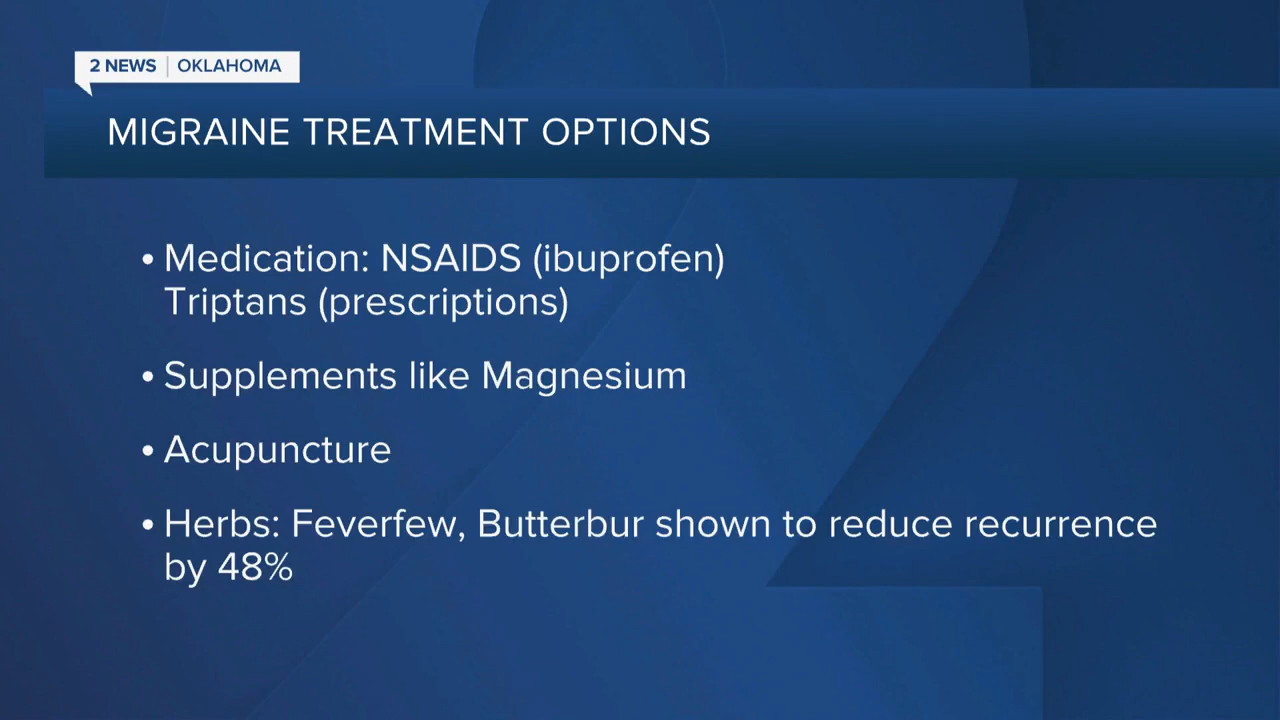 2 NEWS | OKLAHOMA
MIGRAINE TREATMENT OPTIONS
• Medication: NSAIDS (ibuprofen)
Triptans (prescriptions)
• Supplements like Magnesium
• Acupuncture
• Herbs: Feverfew, Butterbur shown to reduce recurrence
by 48%